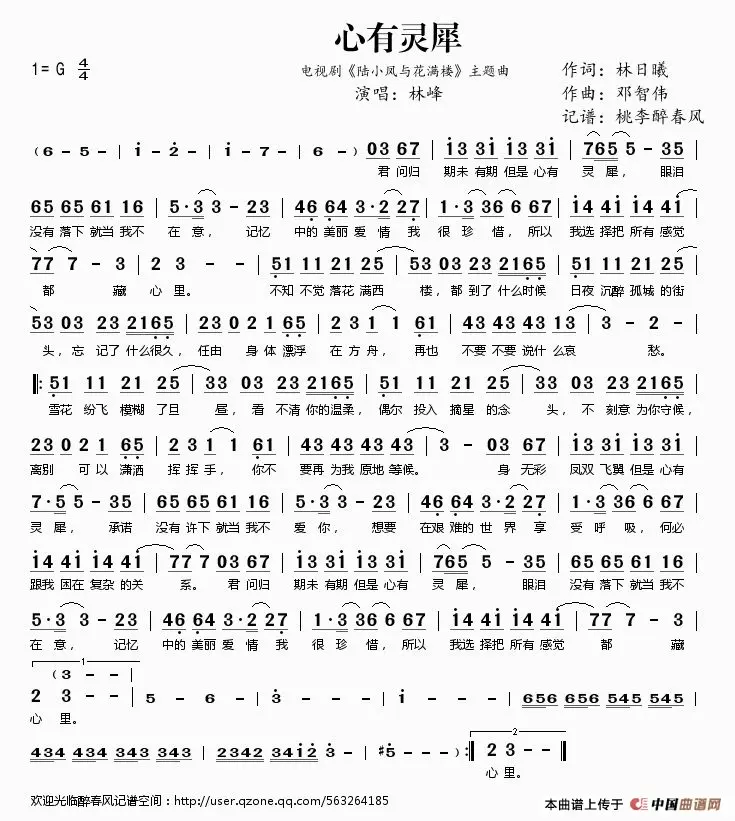 心有灵犀
1= G 4/4
电视剧《陆小凤与花满楼》主题曲
作词：林日曦
演唱：林峰
作曲：邓智伟
记谱：桃李醉春风
（6 - 5 - | i - 2 - | i - 7 - | 6 -）03 67 | i3 3i 03 3i | 765 5 - 35
君问归 期未有期但是心有 灵 犀，眼泪
65 65 61 16 | 5·3 3 - 23 | 46 64 3·2 27 | 1·3 36 6 67 | i4 4i i4 4i
没有落下就当我不 在意，记忆 中的美丽爱情我 很珍惜，所以 我选择把所有感觉
77 7 - 3 | 2 3 - - | 51 11 21 25 | 53 03 23 2165 | 51 11 21 25
都 藏 心里。 不知不觉落花满西 楼，都到了什么时候 日夜沉醉孤城的街
53 03 23 2165 | 23 0 21 65 | 23 1 1 61 | 43 43 43 13 | 3 - 2 -
头，忘记了什么很久，任由身体漂浮 在方舟，再也 不要不要说什么哀 愁。
‖: 51 11 21 25 | 33 03 23 2165 | 51 11 21 25 | 33 03 23 2165
雪花纷飞模糊了旦 昼，看不清你的温柔，偶尔投入摘星的念 头，不刻意为你守候，
23 0 21 65 | 23 1 1 61 | 43 43 43 43 | 3 - 03 67 | i3 33 03 3i
离别可以潇洒 挥挥手，你不 要再为我原地等候。 身无彩 凤双飞翼但是心有
7·5 5 - 35 | 65 65 61 16 | 5·3 3 - 23 | 46 64 3·2 27 | 1·3 36 6 67
灵犀，承诺 没有许下就当我不 爱你，想要 在艰难的世界享 受呼吸，何必
i4 4i i4 4i | 77 7 03 67 | i3 3i 03 3i | 765 5 - 35 | 65 65 61 16
跟我困在复杂的关 系。君问归 期未有期但是心有 灵 犀，眼泪 没有落下就当我不
5·3 3 - 23 | 46 64 3·2 27 | 1·3 36 6 67 | i4 4i i4 4i | 77 7 - 3
在意，记忆 中的美丽爱情我 很珍惜，所以 我选择把所有感觉 都 藏
1
（3 - -
2 3 - - | 5 - 6 - | 3 - - - | i - - - | 656 656 545 545
心里。
434 434 343 343 | 2342 34i2 3 - | #5 - - -）:‖ 2 3 - - ‖
2
心里。
欢迎光临醉春风记谱空间：http://user.qzone.qq.com/563264185
本曲谱上传于 中国曲谱网